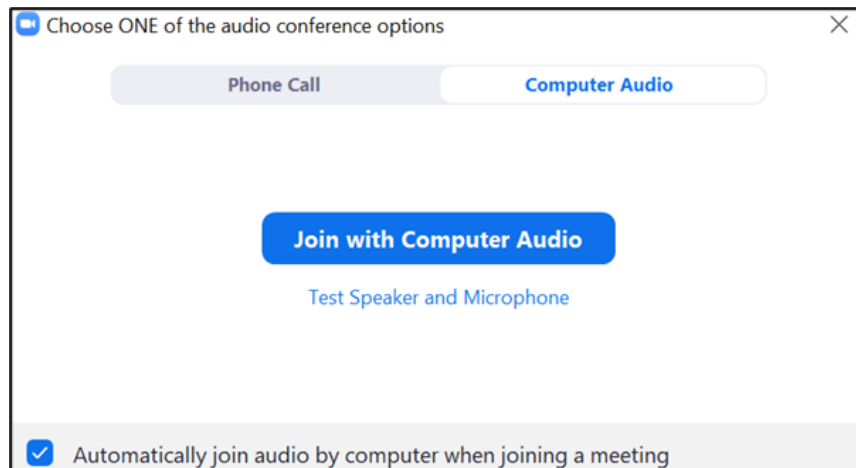 Choose ONE of the audio conference options
Phone Call
Computer Audio
Join with Computer Audio
Test Speaker and Microphone
Automatically join audio by computer when joining a meeting